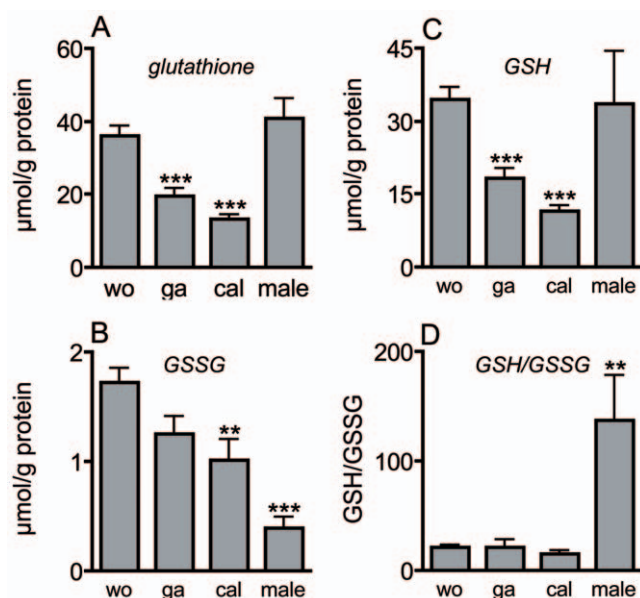 A
glutathione
µmol/g protein
60
40
20
0
***
***
wo ga cal male
C
GSH
µmol/g protein
45
30
15
0
***
***
wo ga cal male
B
GSSG
µmol/g protein
2
1
0
**
***
wo ga cal male
D
GSH/GSSG
GSH/GSSG
200
100
0
**
wo ga cal male